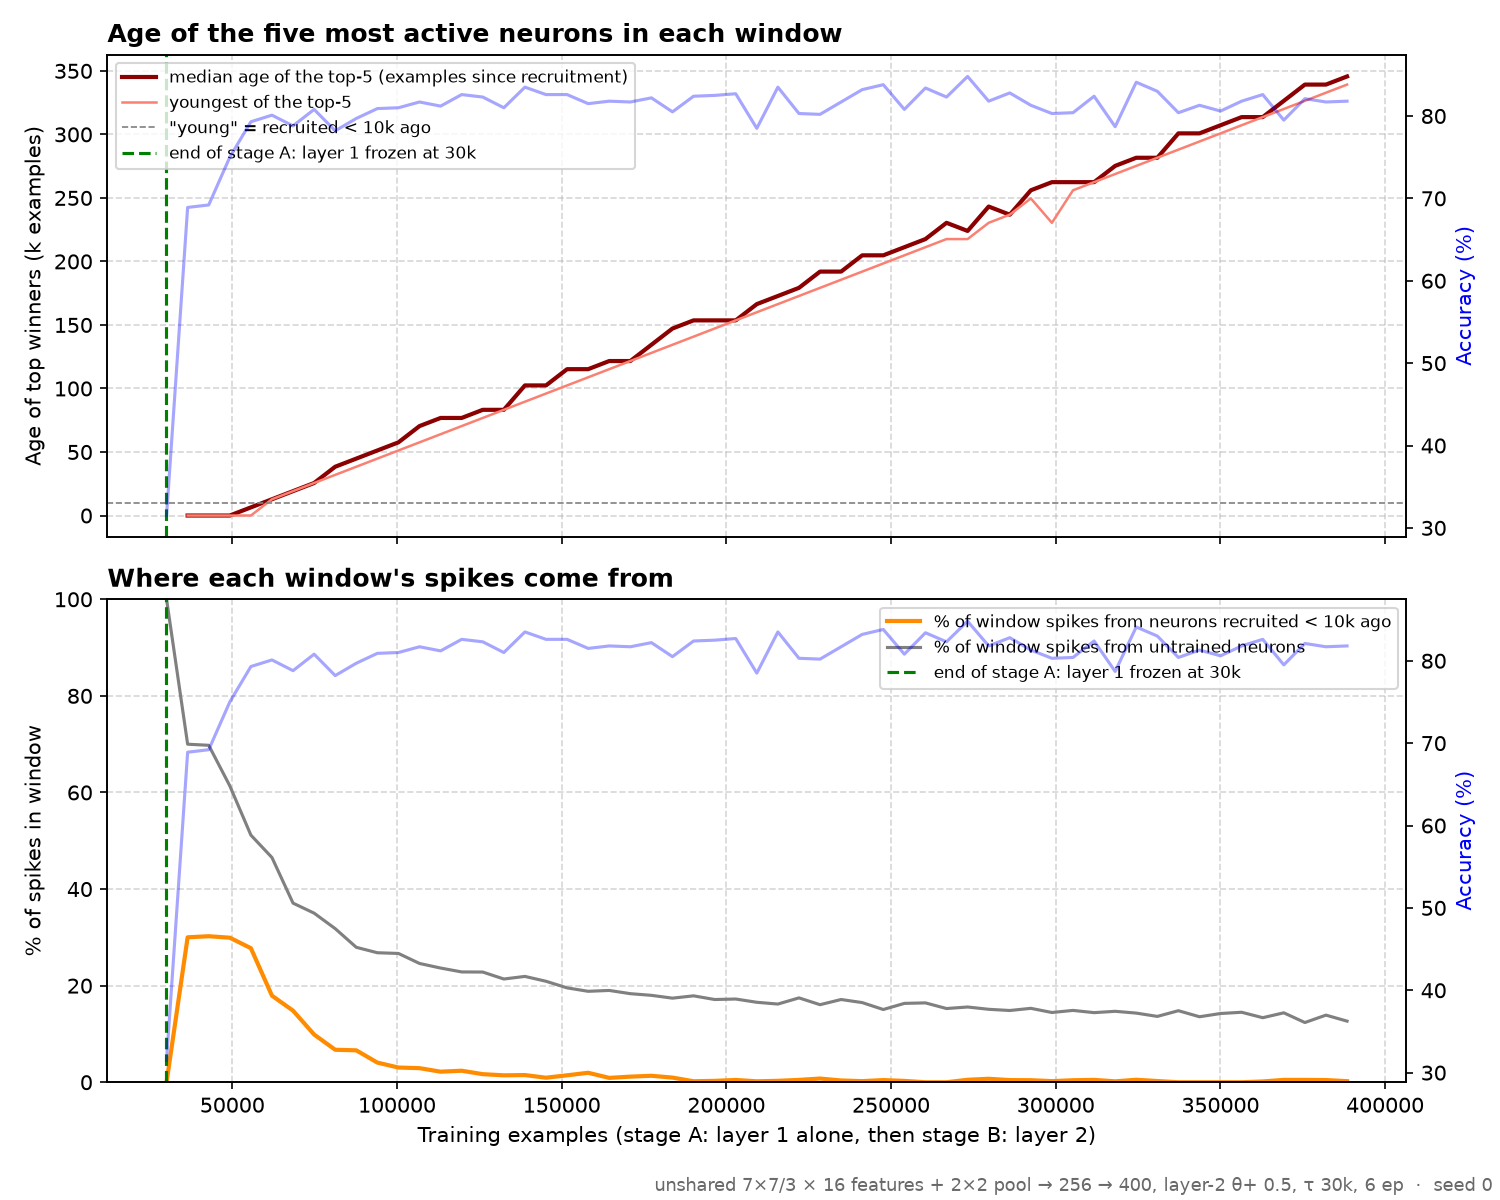 Age of the five most active neurons in each window
median age of the top-5 (examples since recruitment)
youngest of the top-5
"young" = recruited < 10k ago
end of stage A: layer 1 frozen at 30k
Age of top winners (k examples)
350
300
250
200
150
100
50
0
80
70
60
50
40
30
Accuracy (%)
Where each window's spikes come from
% of window spikes from neurons recruited < 10k ago
% of window spikes from untrained neurons
end of stage A: layer 1 frozen at 30k
% of spikes in window
100
80
60
40
20
0
80
70
60
50
40
30
Accuracy (%)
50000 100000 150000 200000 250000 300000 350000 400000
Training examples (stage A: layer 1 alone, then stage B: layer 2)
unshared 7×7/3 × 16 features + 2×2 pool → 256 → 400, layer-2 θ+ 0.5, τ 30k, 6 ep · seed 0